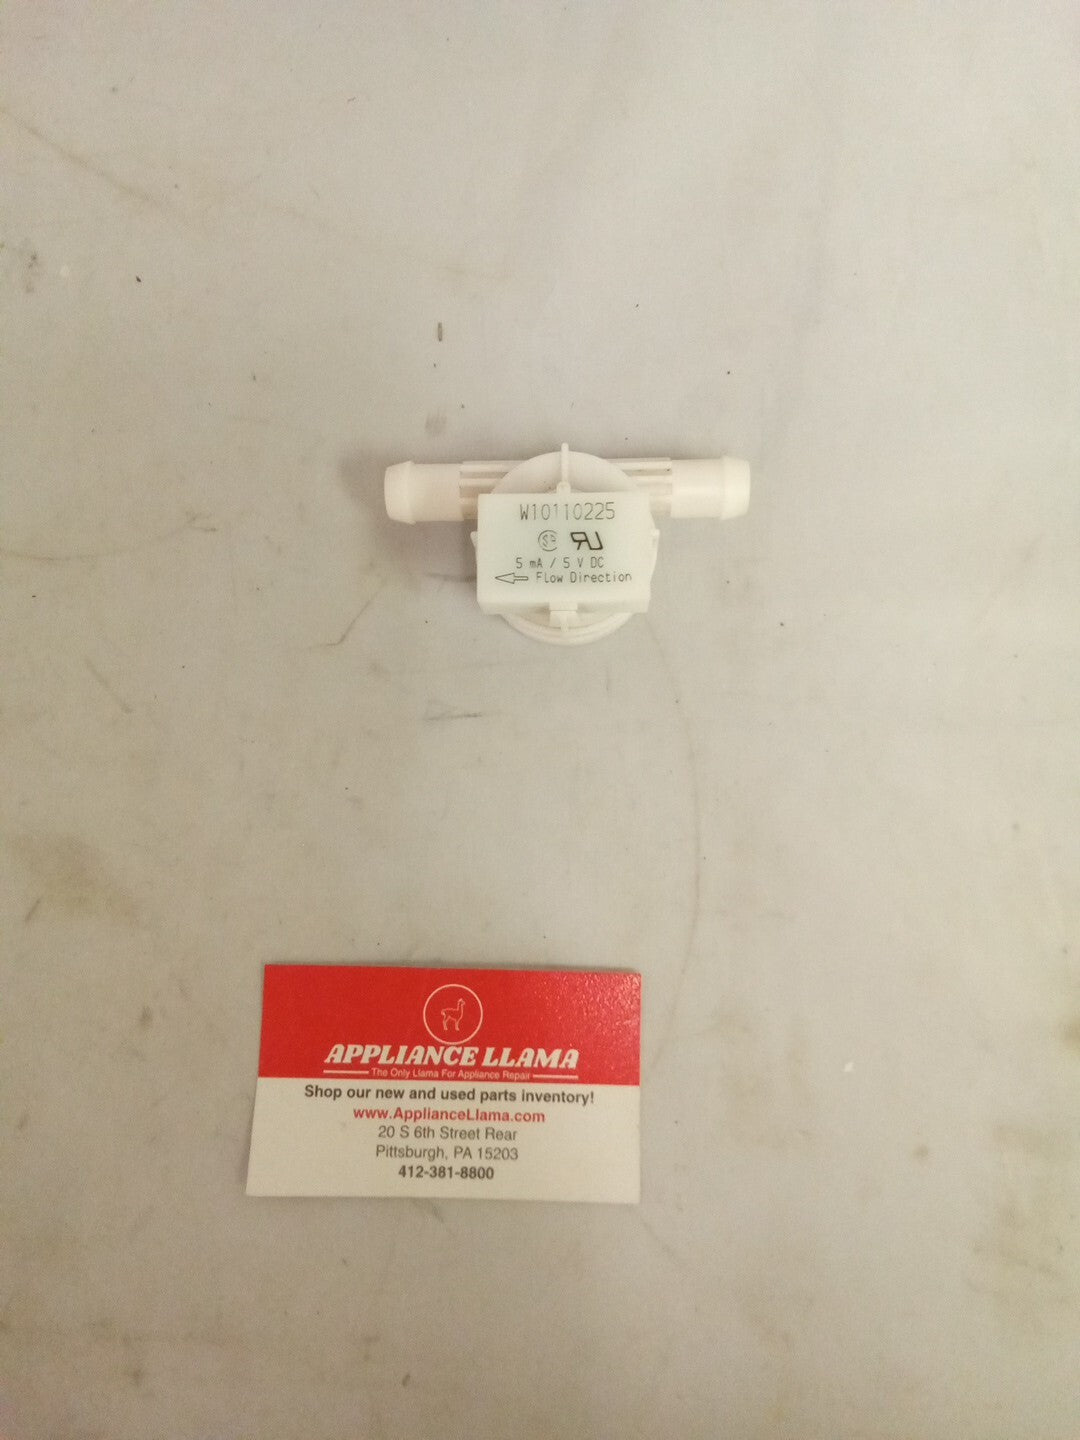 W10110225
5 mA / 5 V DC
Flow Direction
APPLIANCE LLAMA
The Only Llama For Appliance Repair
Shop our new and used parts inventory!
www.ApplianceLlama.com
20 S 6th Street Rear
Pittsburgh, PA 15203
412-381-8800